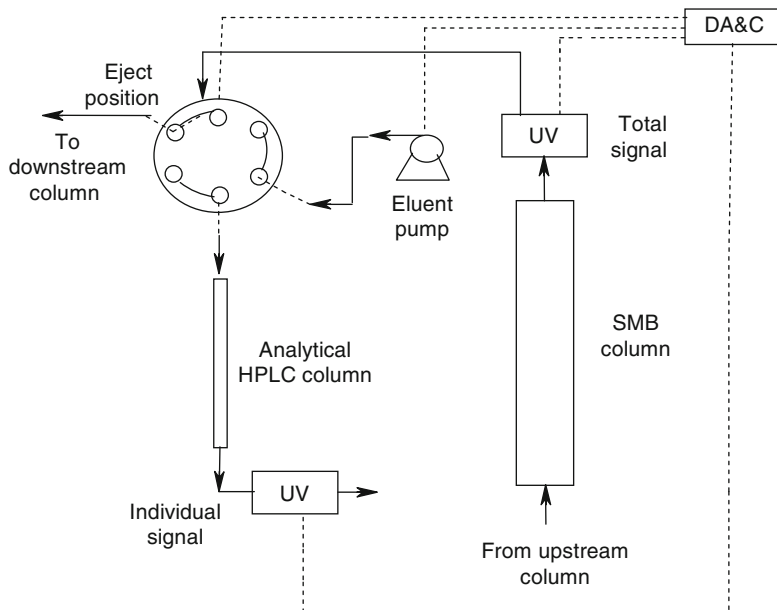 DA&C
Eject
position
To
downstream
column
UV
Total
signal
Eluent
pump
SMB
column
Analytical
HPLC column
UV
Individual
signal
From upstream
column